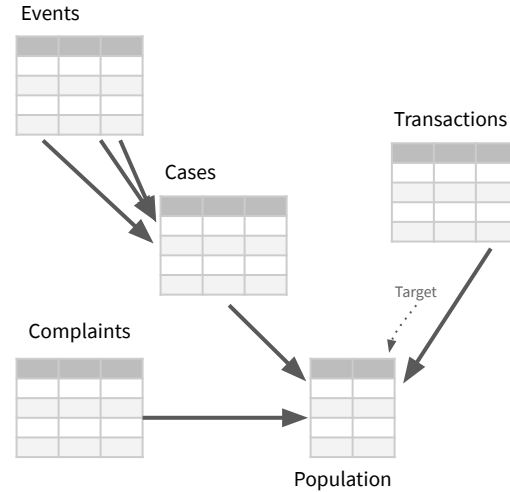 Events
Transactions
Cases
Target
Complaints
Population